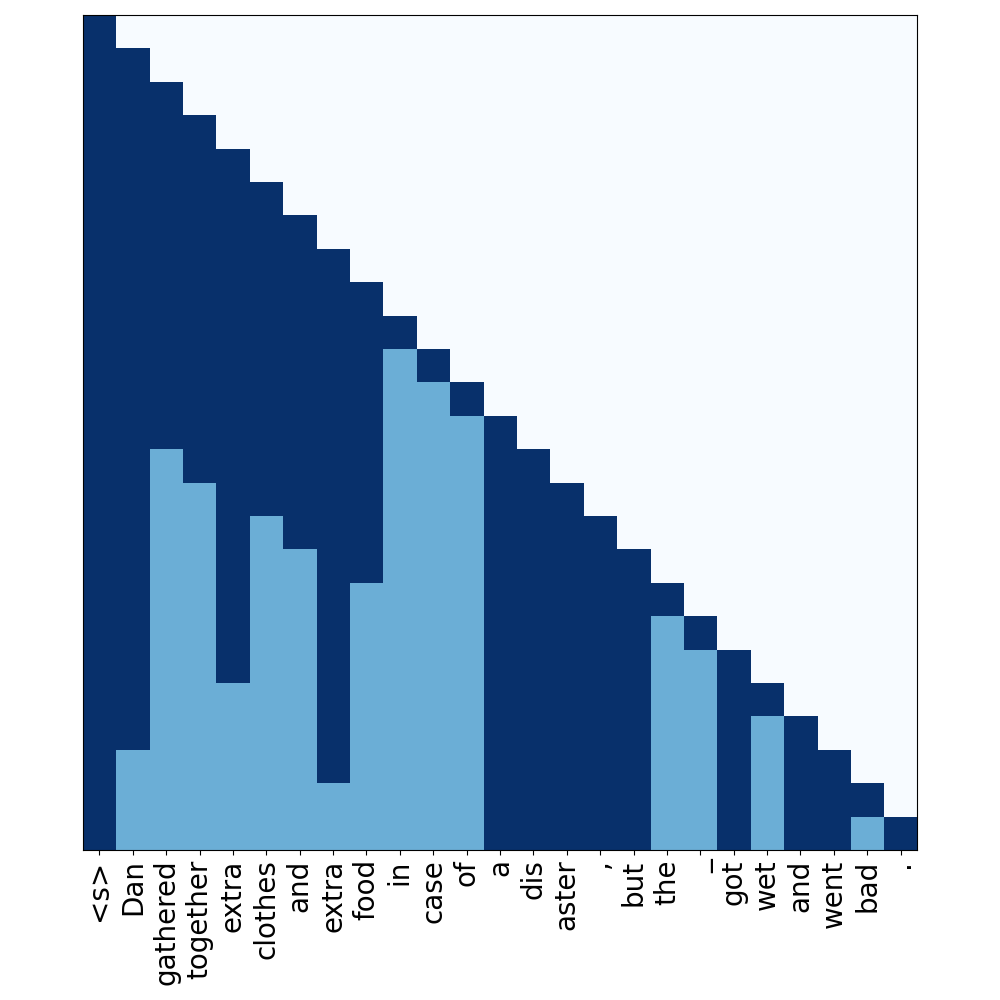 <s> Dan gathered together extra clothes and extra food in case of a dis aster , but the _ got wet and went bad .